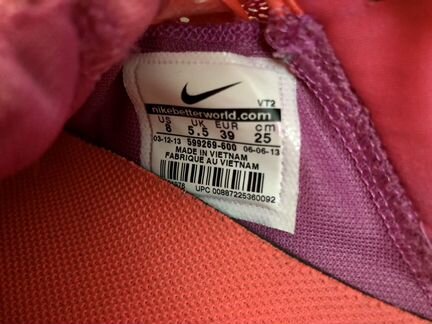 VT2
nikebetterworld.com
US UK EUR cm
8 5.5 39 25
03-12-13 599269-600 06-06-13
MADE IN VIETNAM
FABRIQUE AU VIETNAM
UPC 00887225360092